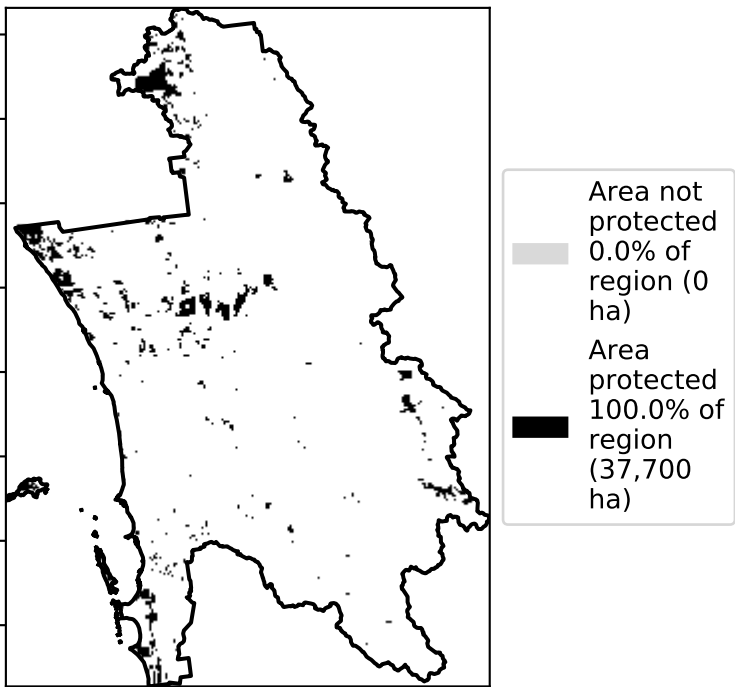 Area not
protected
0.0% of
region (0
ha)
Area
protected
100.0% of
region
(37,700
ha)